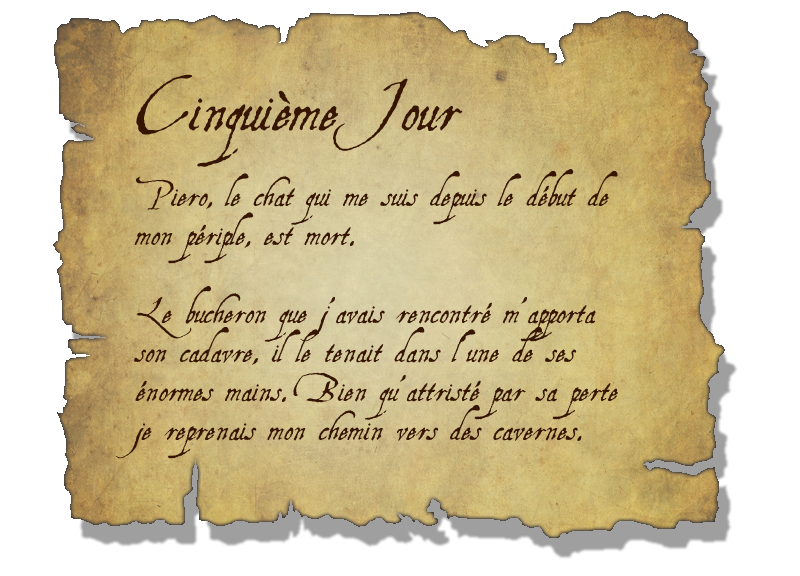 Cinquième Jour
Piero, le chat qui me suis depuis le début de
mon périple, est mort.
Le bucheron que j'avais rencontré m'apporta
son cadavre, il le tenait dans l'une de ses
énormes mains. Bien qu'attristé par sa perte
je reprenais mon chemin vers des cavernes.